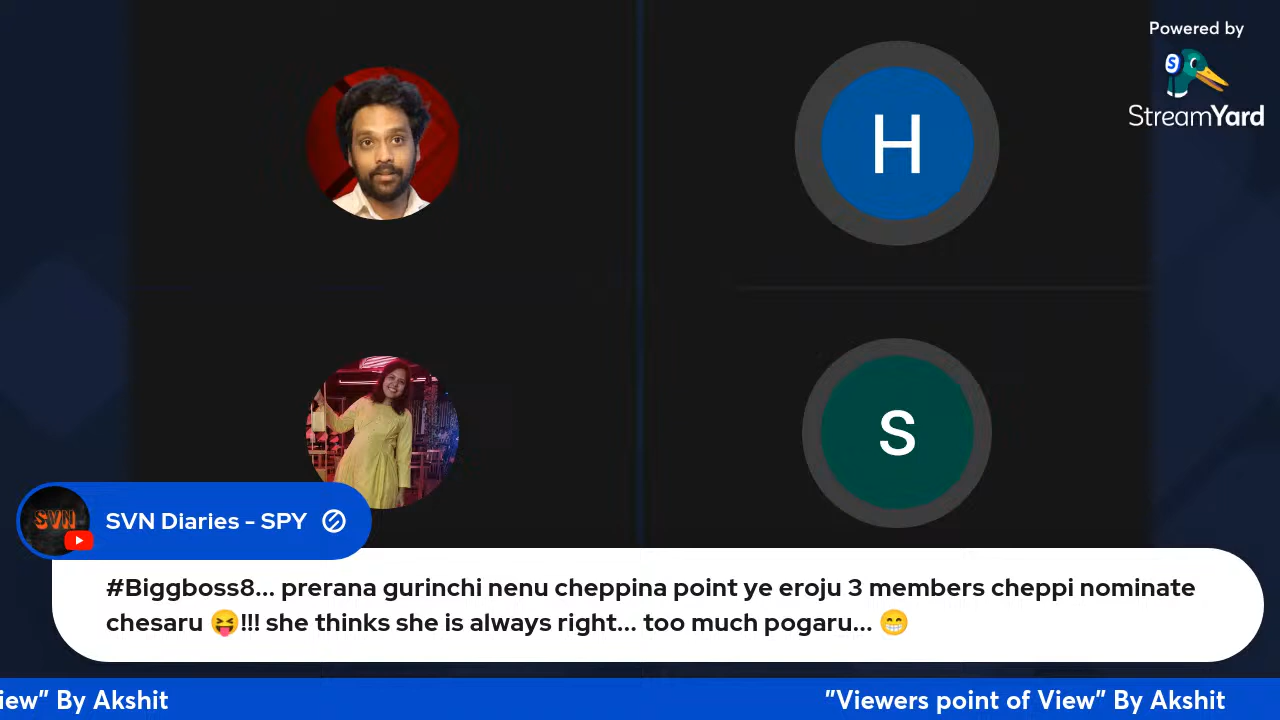 Powered by
S
StreamYard
H
S
SVN
SVN Diaries - SPY
#Biggboss8... prerana gurinchi nenu cheppina point ye eroju 3 members cheppi nominate
chesaru 😝!!! she thinks she is always right... too much pogaru... 😁
iew" By Akshit
"Viewers point of View" By Akshit